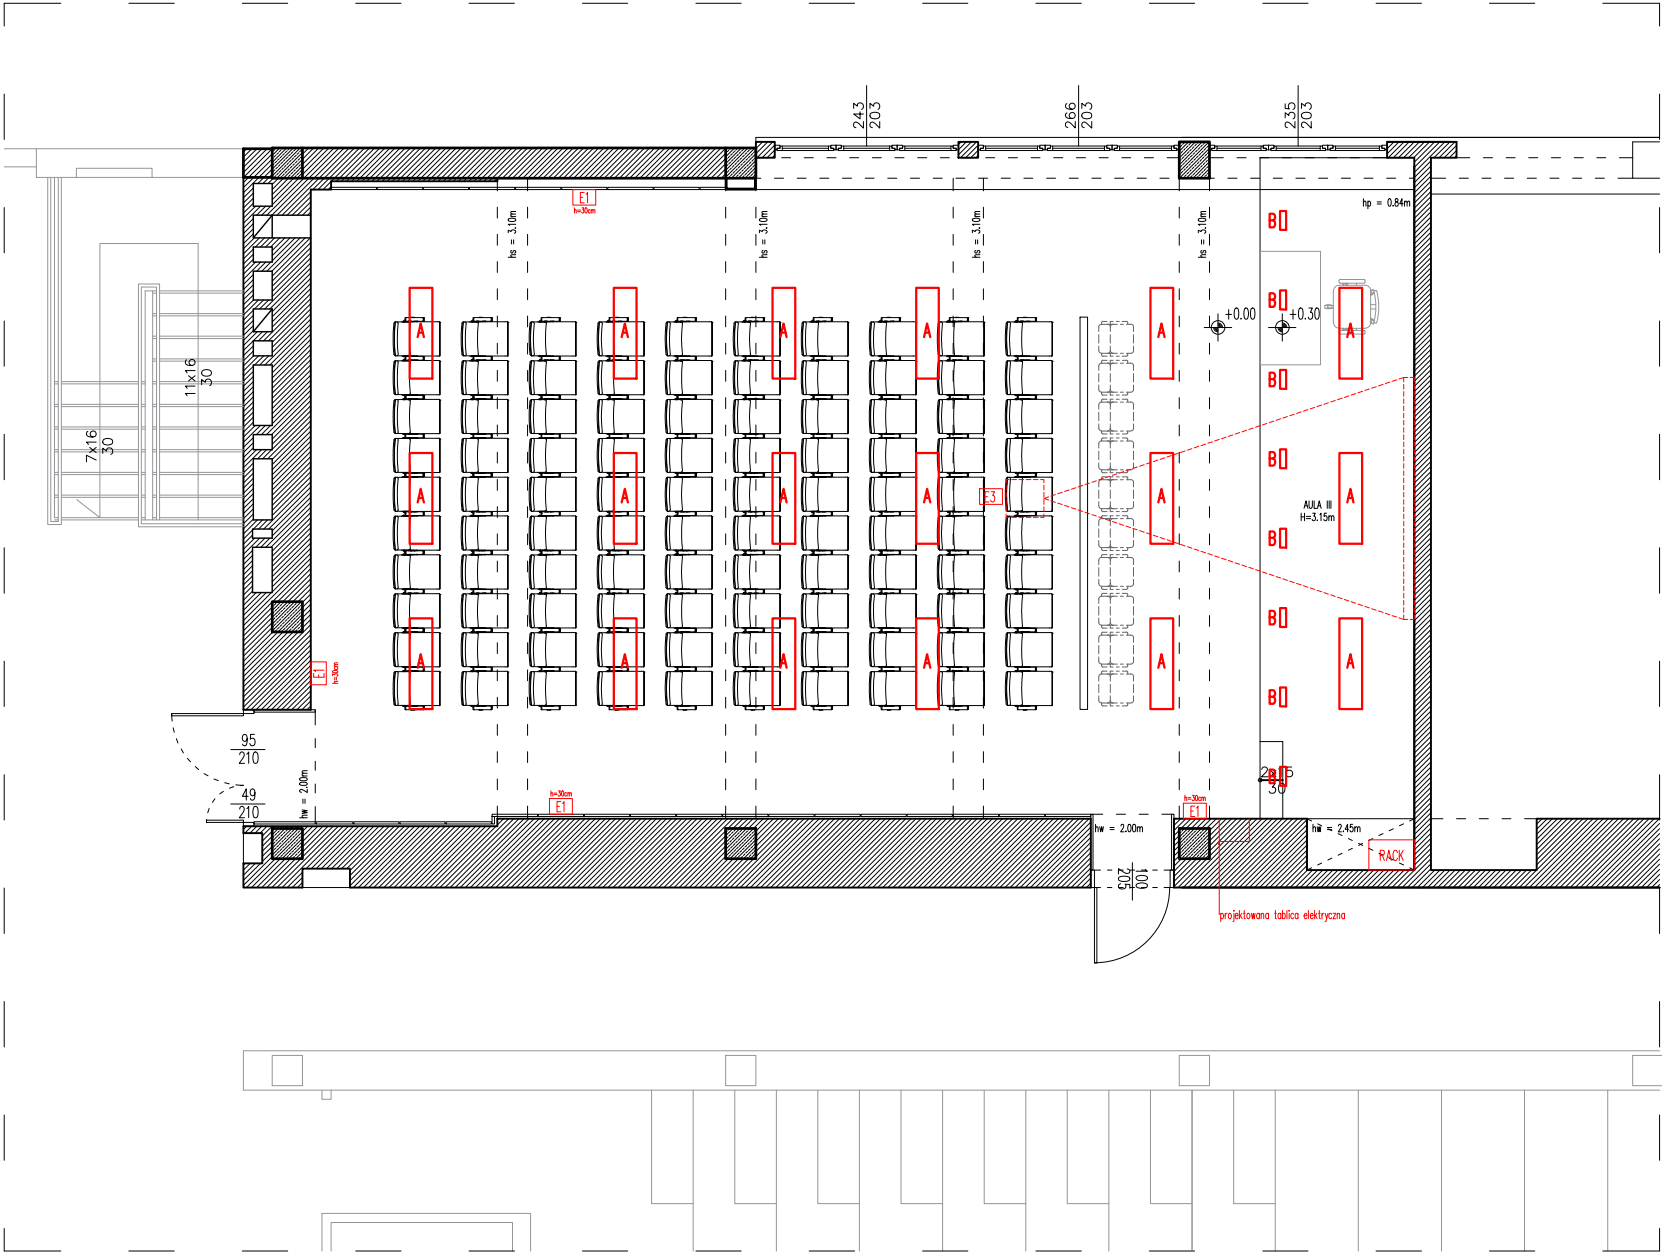 243
203
266
203
235
203
E1
h=30cm
hp = 0.84m
hs = 3.10m
hs = 3.10m
hs = 3.10m
hs = 3.10m
B
B
+0.00
+0.30
A
A
A
A
A
A
11x16
30
B
7x16
30
B
A
A
A
A
A
A
E3
AULA III
H=3.15m
B
B
A
A
A
A
A
A
E1
h=30cm
B
95
210
B
30
49
210
hw = 2.00m
h=30cm
E1
h=30cm
E1
hw = 2.00m
hw = 2.45m
RACK
100
205
projektowana tablica elektryczna